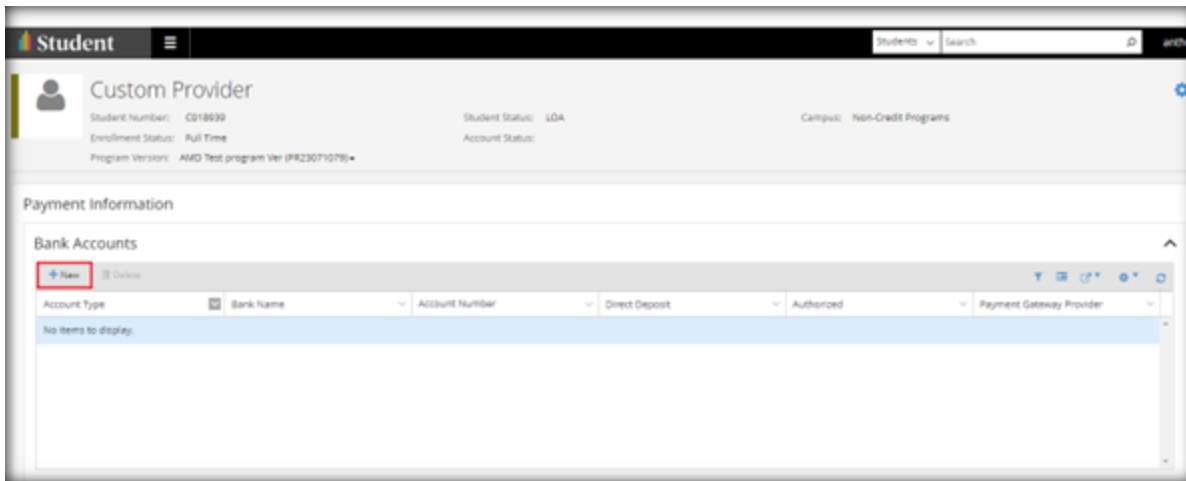 Student Students Search anth
Custom Provider
Student Number: C018939 Student Status: LOA Campus: Non-Credit Programs
Enrollment Status: Full Time Account Status:
Program Version: AMD Test program Ver (PR23071079)
Payment Information
Bank Accounts
+ New Delete
Account Type Bank Name Account Number Direct Deposit Authorized Payment Gateway Provider
No items to display.